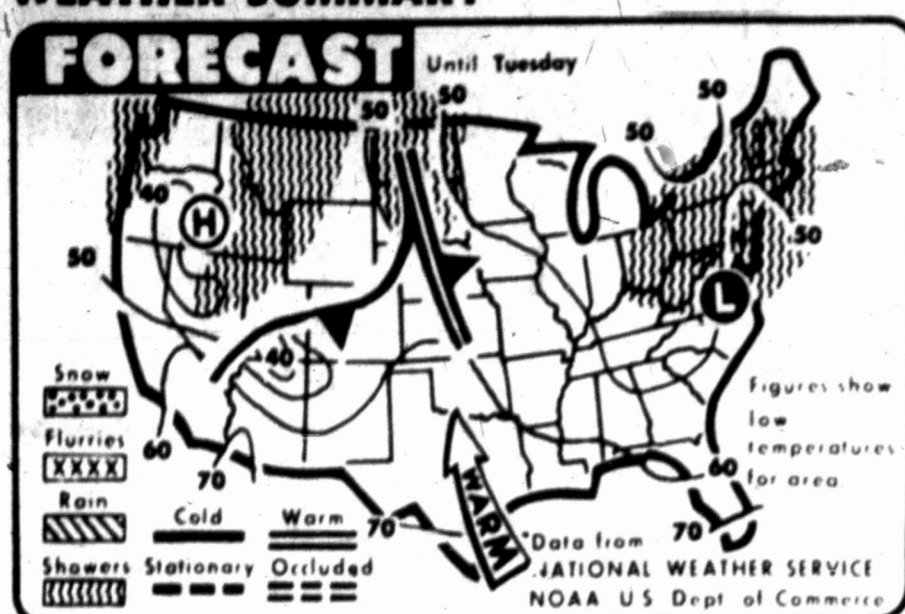 WEATHER SUMMARY
FORECAST Until Tuesday
50 50 50 50
40
H
50
50
L
40
Snow
Flurries
Rain
Showers
60
70
Cold Warm
Stationary Occluded
70
WARM
60
70
Figures show
low
temperatures
for area
*Data from
NATIONAL WEATHER SERVICE
NOAA US Dept of Commerce